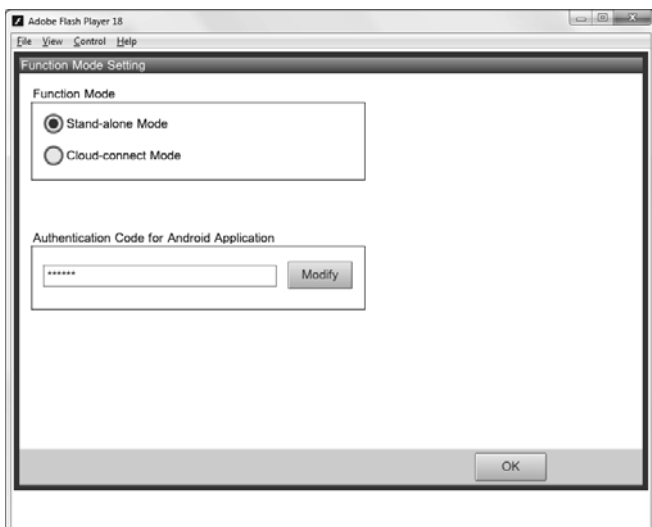 Adobe Flash Player 18
File View Control Help
Function Mode Setting
Function Mode
Stand-alone Mode
Cloud-connect Mode
Authentication Code for Android Application
******
Modify
OK